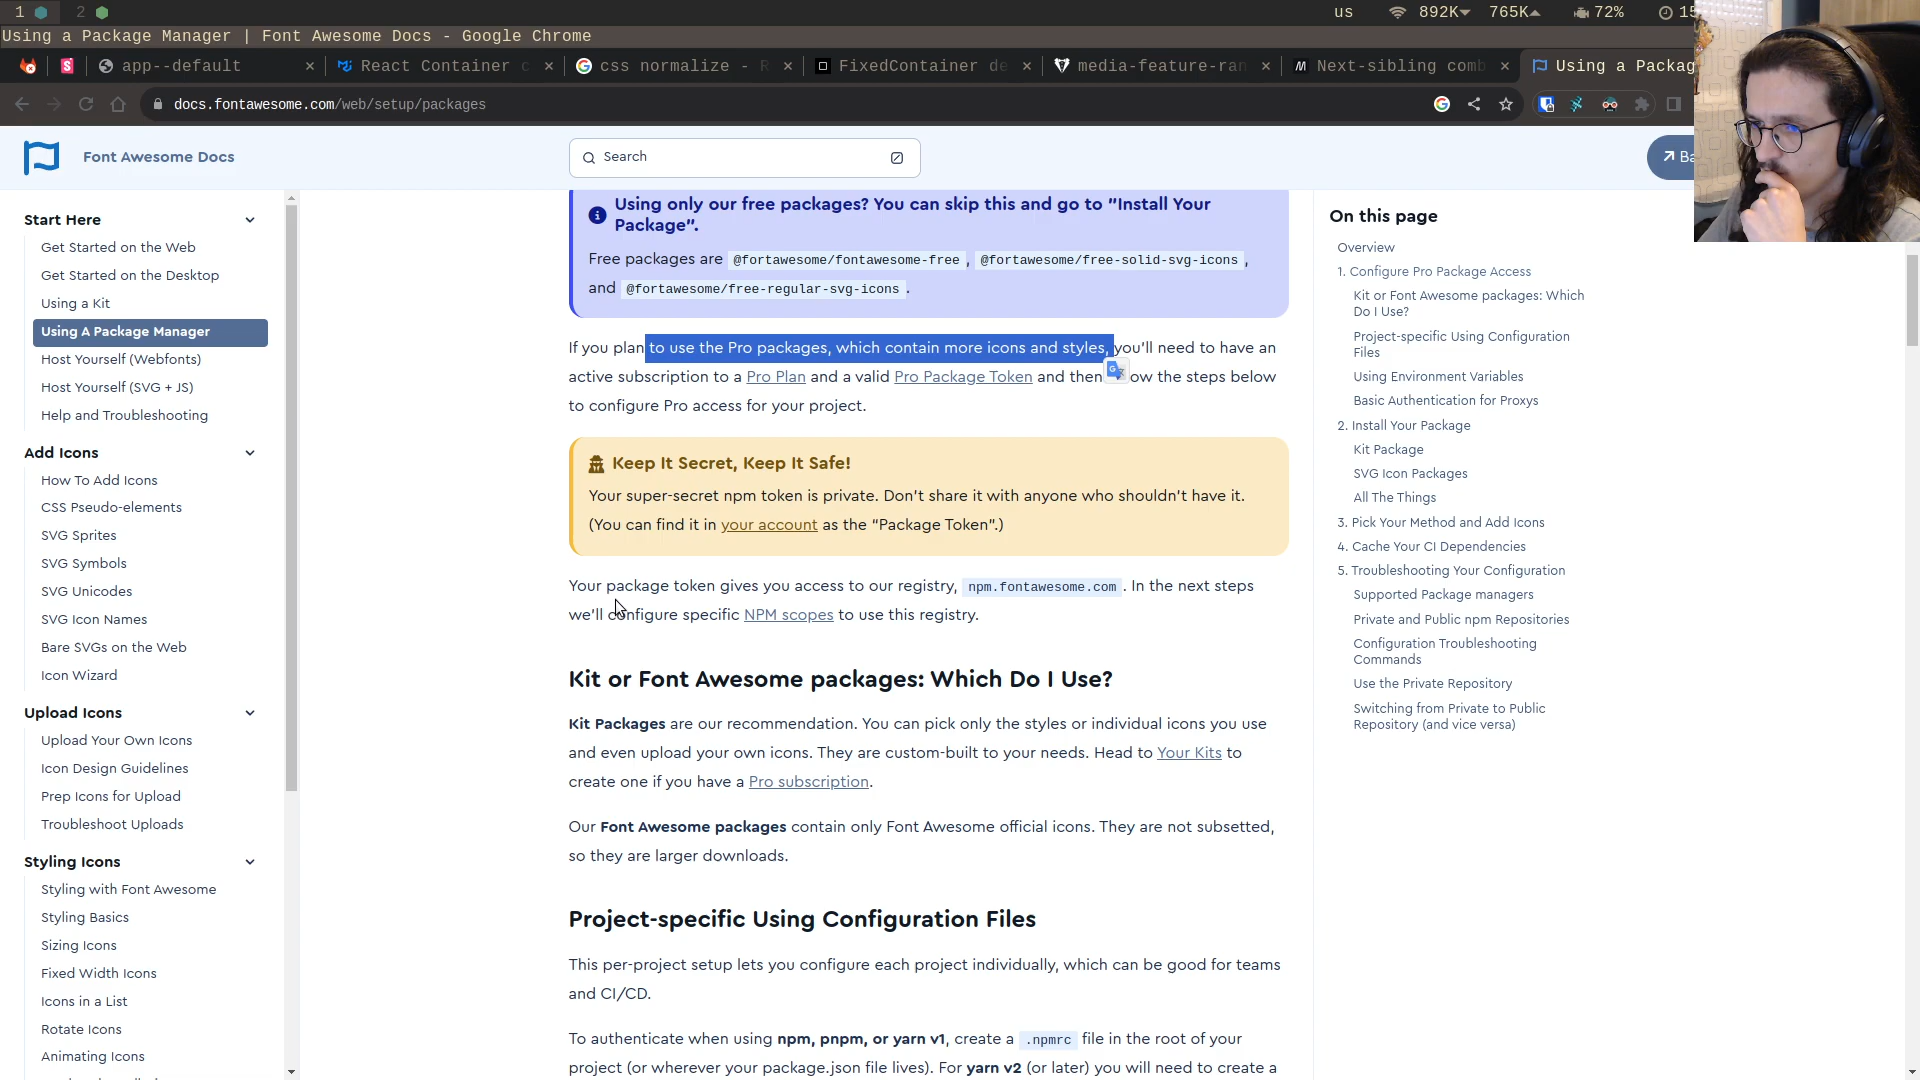 1 2 us 892K 765K 72% 15
Using a Package Manager | Font Awesome Docs - Google Chrome
app--default × React Container c × css normalize - R × FixedContainer de × media-feature-ran × Next-sibling comb × Using a Packag
docs.fontawesome.com/web/setup/packages
Font Awesome Docs
Search
Ba
Start Here
Get Started on the Web
Get Started on the Desktop
Using a Kit
Using A Package Manager
Host Yourself (Webfonts)
Host Yourself (SVG + JS)
Help and Troubleshooting
Add Icons
How To Add Icons
CSS Pseudo-elements
SVG Sprites
SVG Symbols
SVG Unicodes
SVG Icon Names
Bare SVGs on the Web
Icon Wizard
Upload Icons
Upload Your Own Icons
Icon Design Guidelines
Prep Icons for Upload
Troubleshoot Uploads
Styling Icons
Styling with Font Awesome
Styling Basics
Sizing Icons
Fixed Width Icons
Icons in a List
Rotate Icons
Animating Icons
Using only our free packages? You can skip this and go to "Install Your
Package".
Free packages are @fortawesome/fontawesome-free , @fortawesome/free-solid-svg-icons ,
and @fortawesome/free-regular-svg-icons .
If you plan to use the Pro packages, which contain more icons and styles, you'll need to have an
active subscription to a Pro Plan and a valid Pro Package Token and then ow the steps below
to configure Pro access for your project.
Keep It Secret, Keep It Safe!
Your super-secret npm token is private. Don't share it with anyone who shouldn't have it.
(You can find it in your account as the "Package Token".)
Your package token gives you access to our registry, npm.fontawesome.com . In the next steps
we'll configure specific NPM scopes to use this registry.
Kit or Font Awesome packages: Which Do I Use?
Kit Packages are our recommendation. You can pick only the styles or individual icons you use
and even upload your own icons. They are custom-built to your needs. Head to Your Kits to
create one if you have a Pro subscription.
Our Font Awesome packages contain only Font Awesome official icons. They are not subsetted,
so they are larger downloads.
Project-specific Using Configuration Files
This per-project setup lets you configure each project individually, which can be good for teams
and CI/CD.
To authenticate when using npm, pnpm, or yarn v1, create a .npmrc file in the root of your
project (or wherever your package.json file lives). For yarn v2 (or later) you will need to create a
On this page
Overview
1. Configure Pro Package Access
Kit or Font Awesome packages: Which
Do I Use?
Project-specific Using Configuration
Files
Using Environment Variables
Basic Authentication for Proxys
2. Install Your Package
Kit Package
SVG Icon Packages
All The Things
3. Pick Your Method and Add Icons
4. Cache Your CI Dependencies
5. Troubleshooting Your Configuration
Supported Package managers
Private and Public npm Repositories
Configuration Troubleshooting
Commands
Use the Private Repository
Switching from Private to Public
Repository (and vice versa)